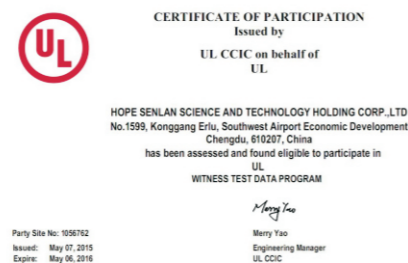 UL
CERTIFICATE OF PARTICIPATION
Issued by
UL CCIC on behalf of
UL
HOPE SENLAN SCIENCE AND TECHNOLOGY HOLDING CORP.,LTD
No.1599, Konggang Erlu, Southwest Airport Economic Development
Chengdu, 610207, China
has been assessed and found eligible to participate in
UL
WITNESS TEST DATA PROGRAM
Merry Yao
Party Site No: 1056762
Merry Yao
Issued: May 07, 2015
Engineering Manager
Expire: May 06, 2016
UL CCIC